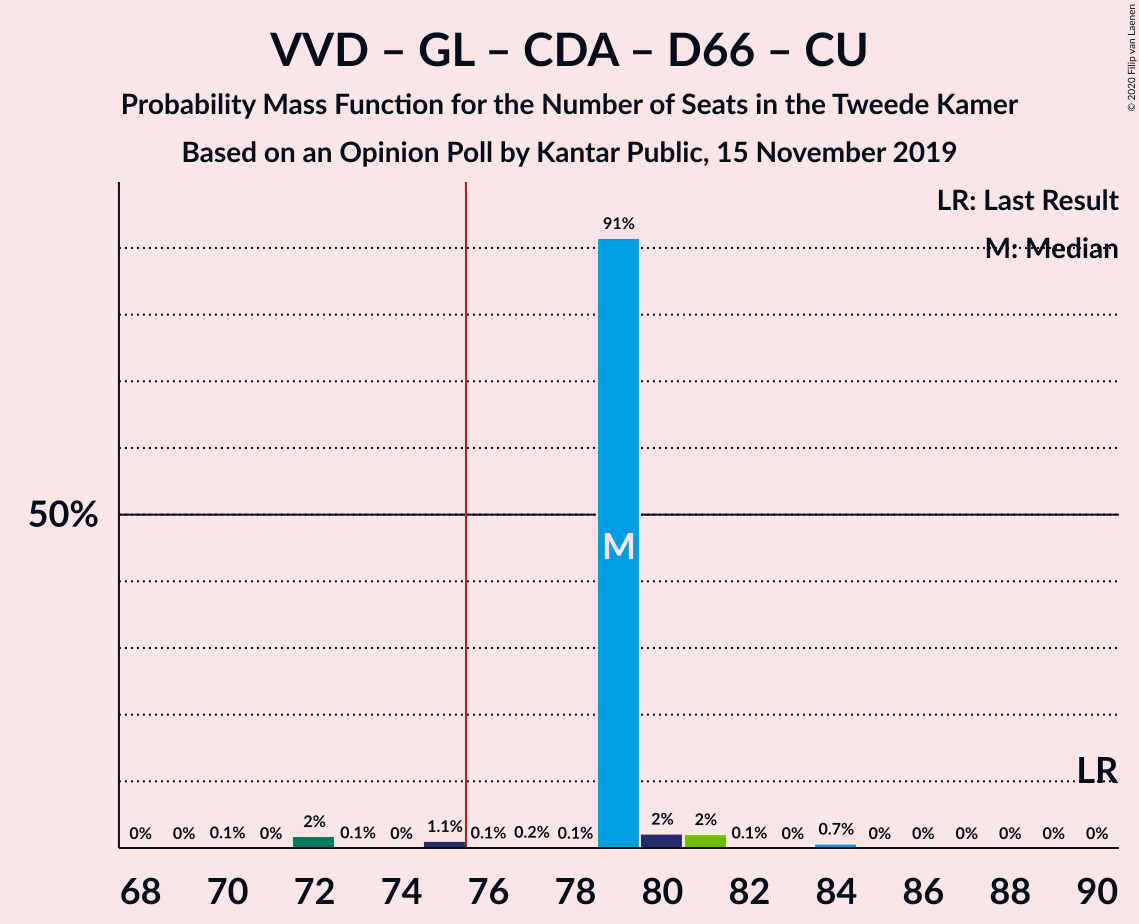 VVD – GL – CDA – D66 – CU
Probability Mass Function for the Number of Seats in the Tweede Kamer
Based on an Opinion Poll by Kantar Public, 15 November 2019
© 2020 Filip van Laenen
LR: Last Result
M: Median
91%
50%
M
LR
0% 0% 0.1% 0% 2% 0.1% 0% 1.1% 0.1% 0.2% 0.1% 2% 2% 0.1% 0% 0.7% 0% 0% 0% 0% 0% 0%
68 70 72 74 76 78 80 82 84 86 88 90